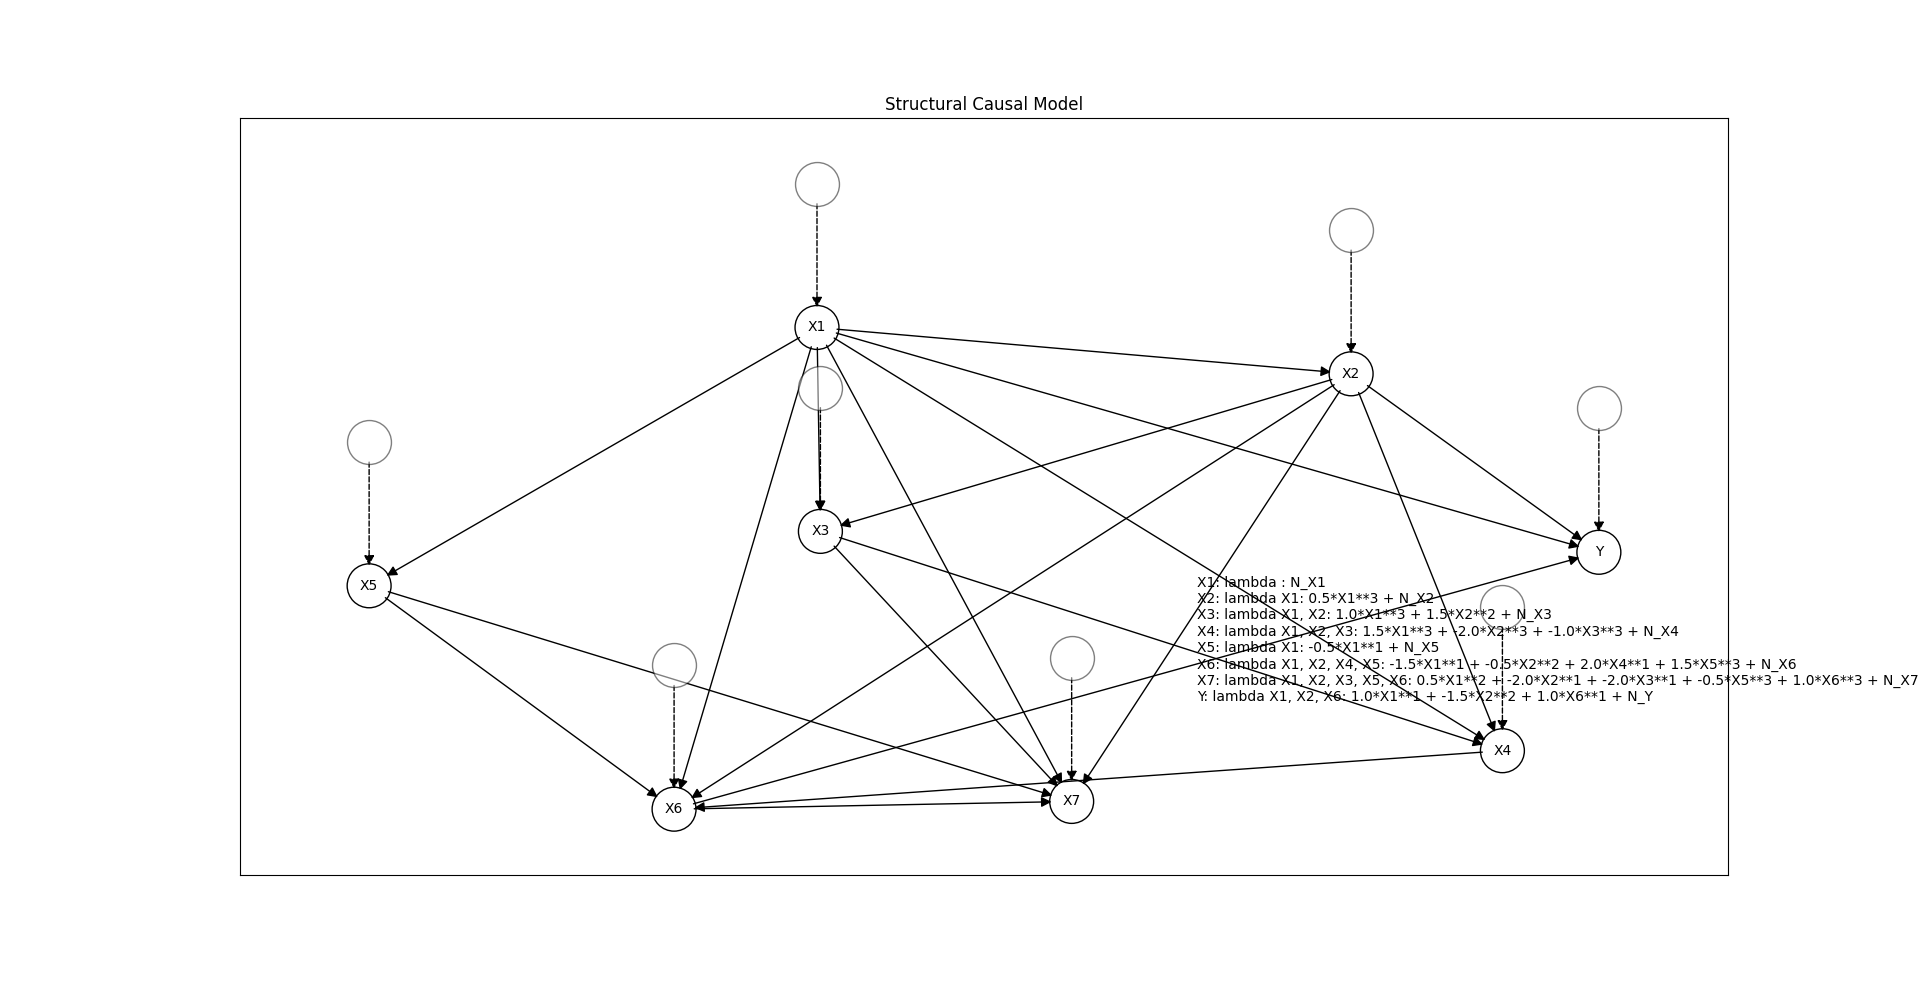 Structural Causal Model
X1
X2
X3
Y
X5
X1: lambda : N_X1
X2: lambda X1: 0.5*X1**3 + N_X2
X3: lambda X1, X2: 1.0*X1**3 + 1.5*X2**2 + N_X3
X4: lambda X1, X2, X3: 1.5*X1**3 + -2.0*X2**3 + -1.0*X3**3 + N_X4
X5: lambda X1: -0.5*X1**1 + N_X5
X6: lambda X1, X2, X4, X5: -1.5*X1**1 + -0.5*X2**2 + 2.0*X4**1 + 1.5*X5**3 + N_X6
X7: lambda X1, X2, X3, X5, X6: 0.5*X1**2 + -2.0*X2**1 + -2.0*X3**1 + -0.5*X5**3 + 1.0*X6**3 + N_X7
Y: lambda X1, X2, X6: 1.0*X1**1 + -1.5*X2**2 + 1.0*X6**1 + N_Y
X4
X7
X6